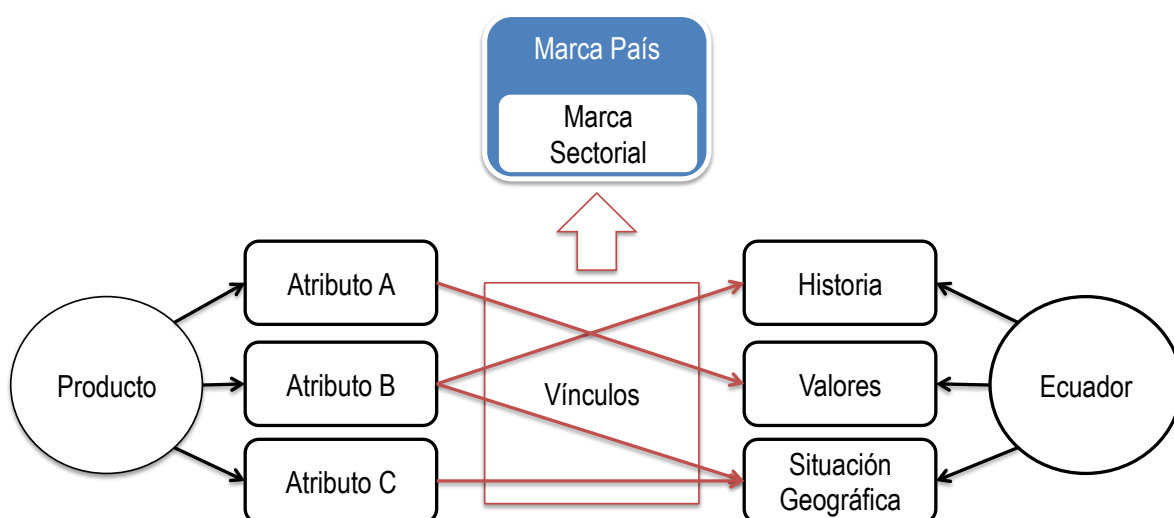 Marca País
Marca
Sectorial
Atributo A
Historia
Producto
Atributo B
Vínculos
Valores
Ecuador
Atributo C
Situación
Geográfica